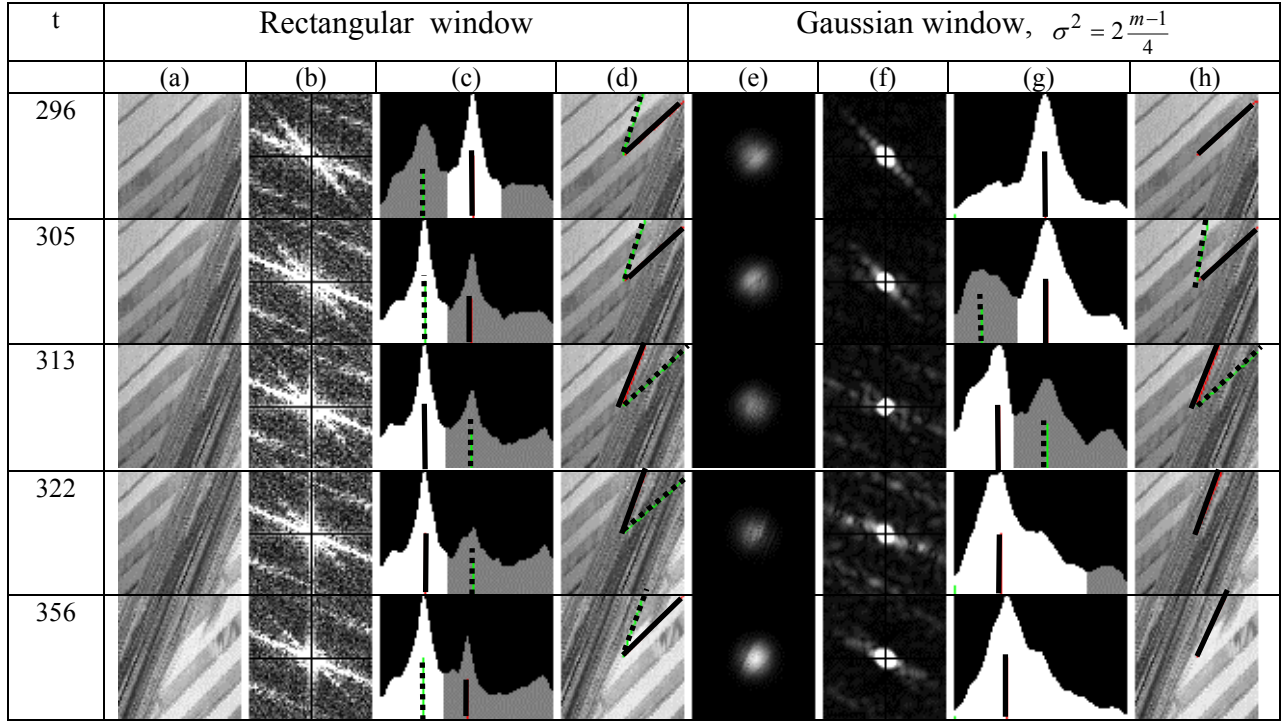 t Rectangular window Gaussian window, σ² = 2 (m−1)/4
(a) (b) (c) (d) (e) (f) (g) (h)
296
305
313
322
356